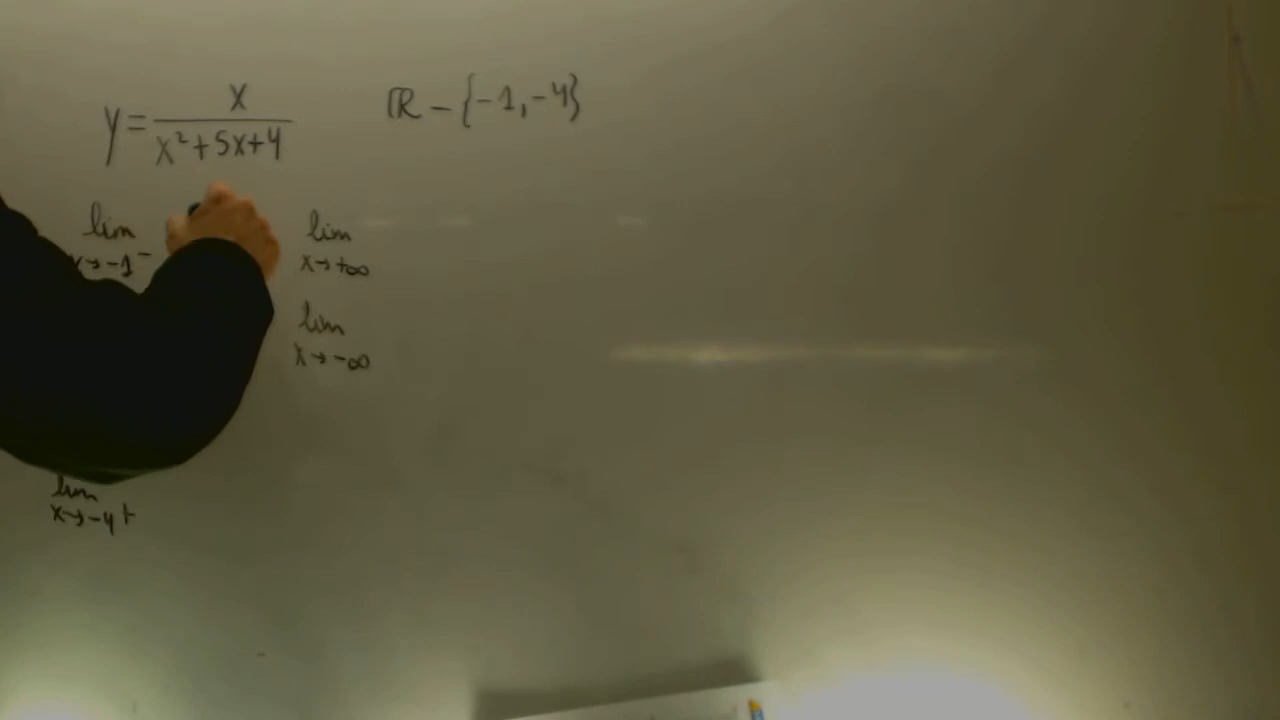 y = x / x² + 5x + 4
ℝ - {-1, -4}
lim
x → -1⁻
lim
x → +∞
lim
x → -∞
lim
x → -4⁺